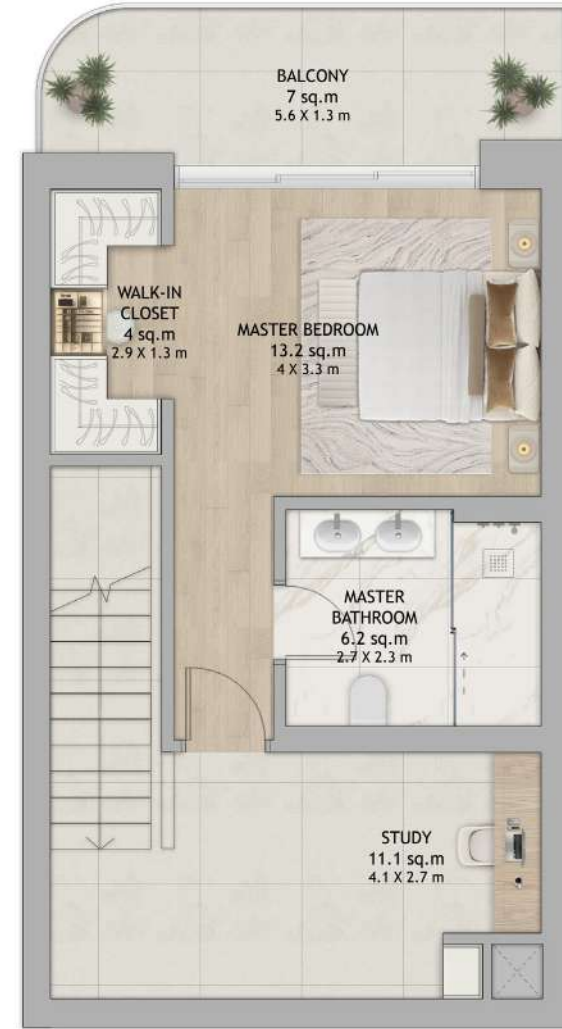 BALCONY
7 sq.m
5.6 X 1.3 m
WALK-IN
CLOSET
4 sq.m
2.9 X 1.3 m
MASTER BEDROOM
13.2 sq.m
4 X 3.3 m
MASTER
BATHROOM
6.2 sq.m
2.7 X 2.3 m
STUDY
11.1 sq.m
4.1 X 2.7 m